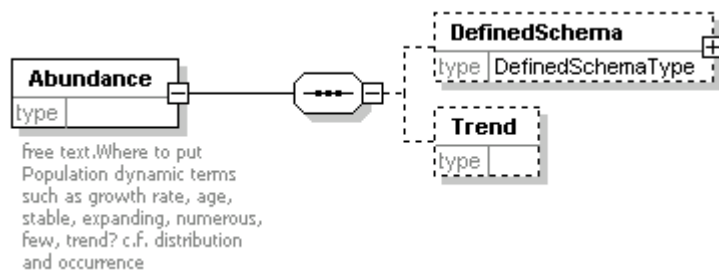 DefinedSchema
type DefinedSchemaType
Abundance
type
Trend
type
free text.Where to put
Population dynamic terms
such as growth rate, age,
stable, expanding, numerous,
few, trend? c.f. distribution
and occurrence